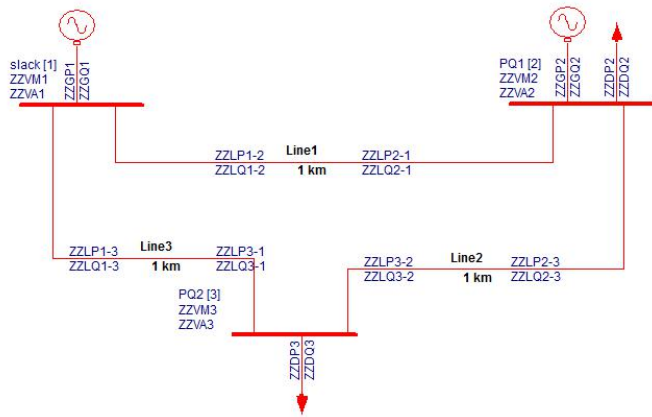 slack [1]
ZZVM1
ZZVA1
ZZGP1
ZZGQ1
PQ1 [2]
ZZVM2
ZZVA2
ZZGP2
ZZGQ2
ZZDP2
ZZDQ2
ZZLP1-2 Line1 ZZLP2-1
ZZLQ1-2 1 km ZZLQ2-1
ZZLP1-3 Line3 ZZLP3-1
ZZLQ1-3 1 km ZZLQ3-1
ZZLP3-2 Line2 ZZLP2-3
ZZLQ3-2 1 km ZZLQ2-3
PQ2 [3]
ZZVM3
ZZVA3
ZZDP3
ZZDQ3